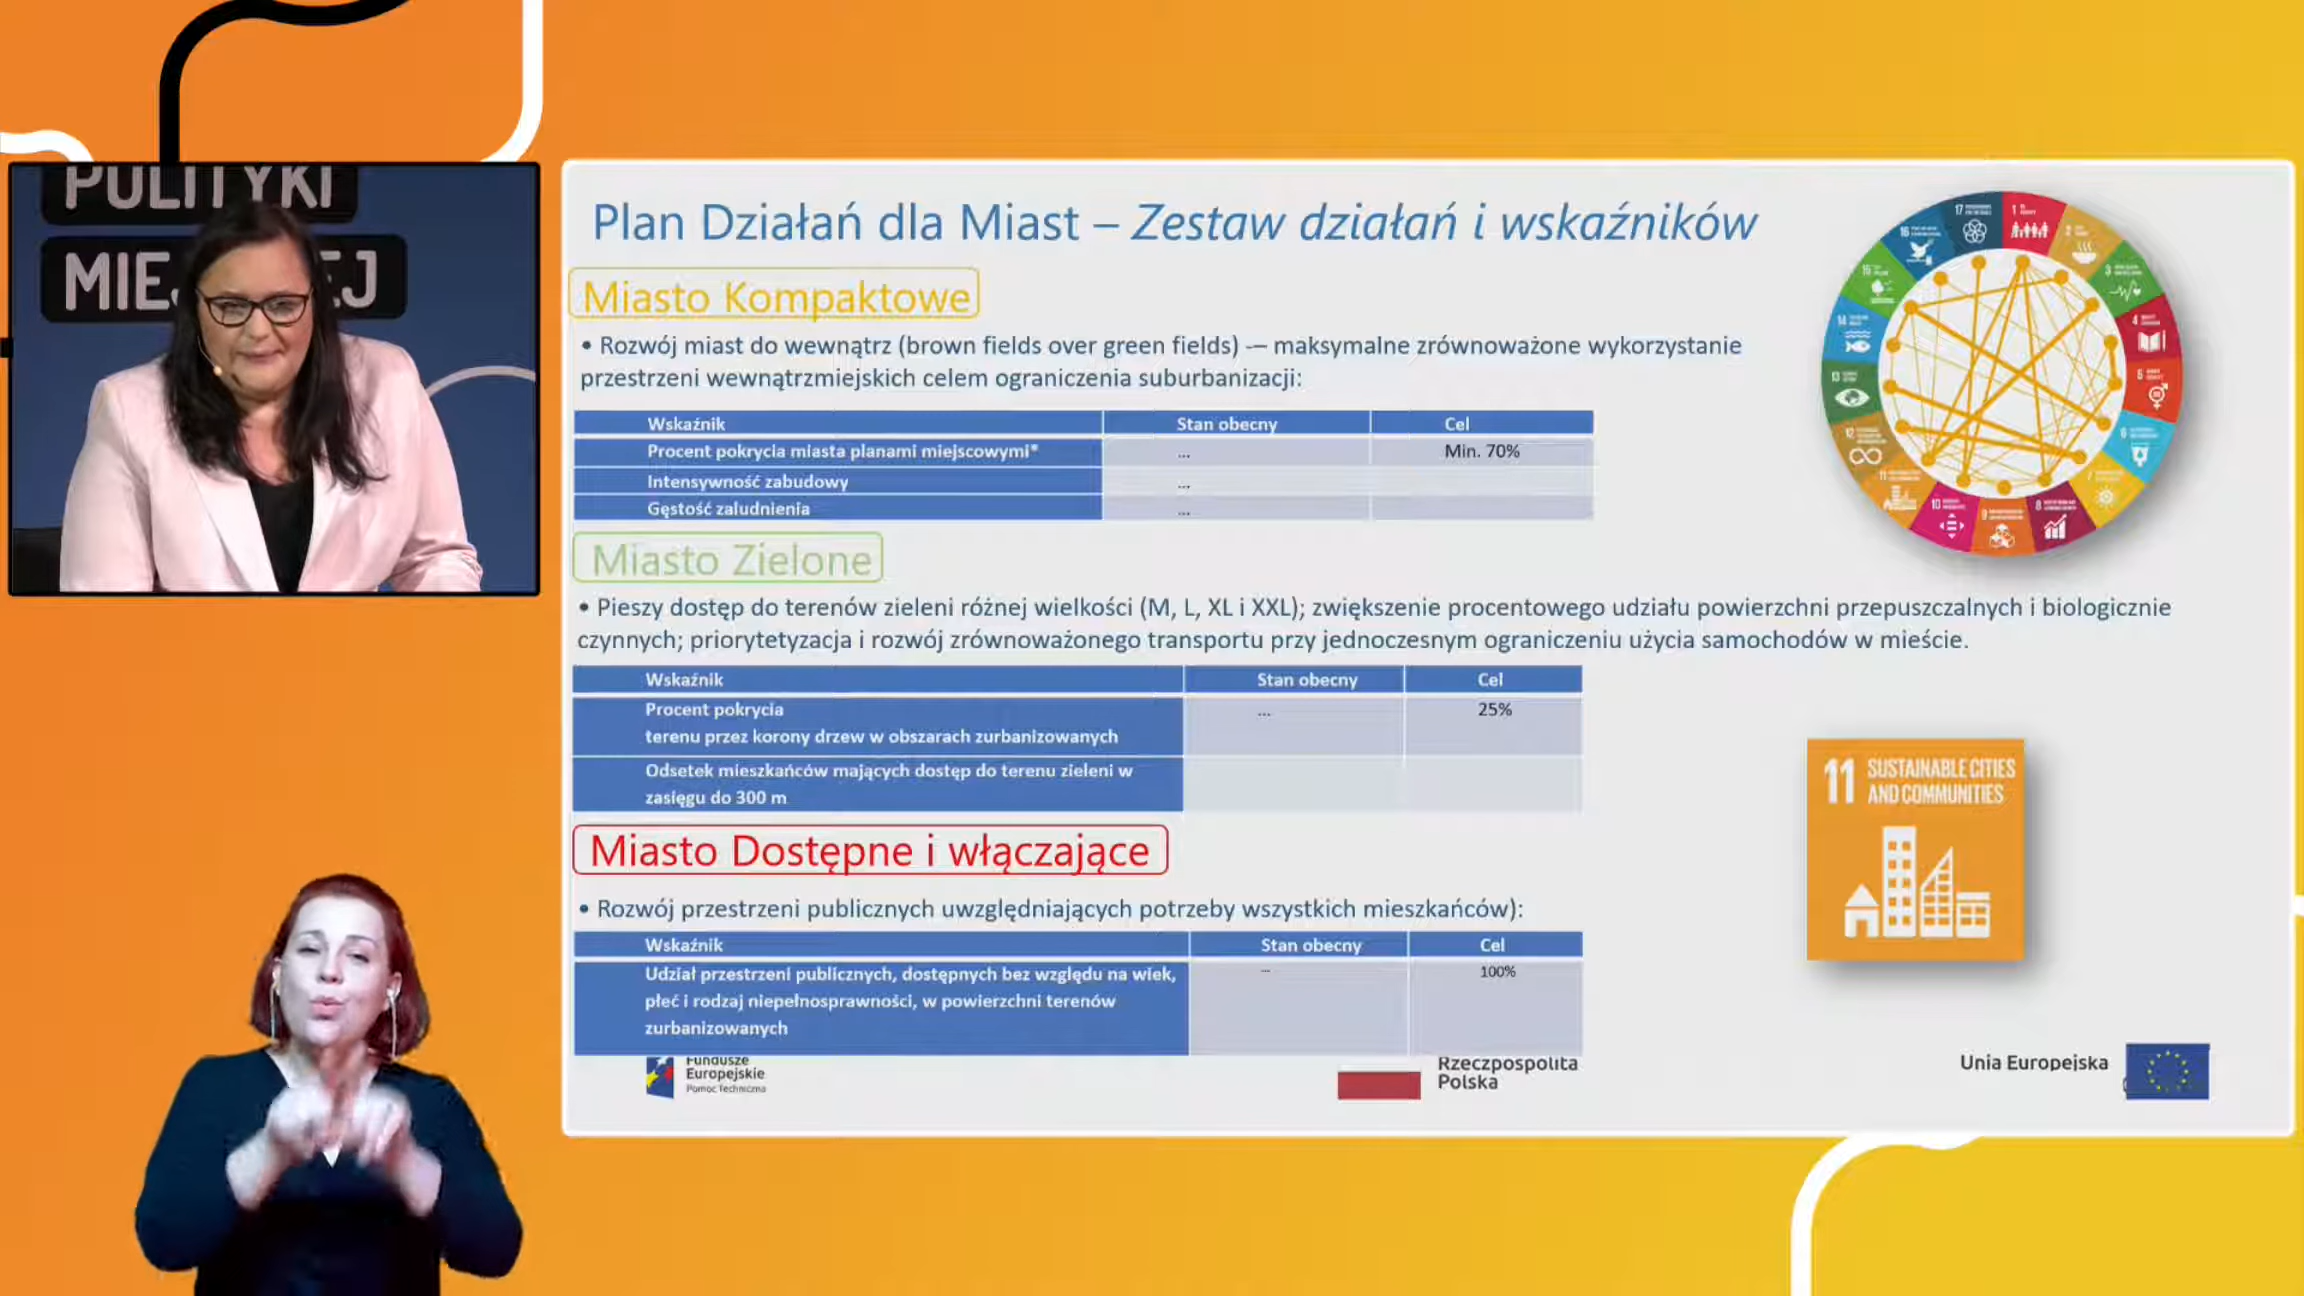 POLITYKI
MIEJ
Plan Działań dla Miast – Zestaw działań i wskaźników
Miasto Kompaktowe
• Rozwój miast do wewnątrz (brown fields over green fields) -– maksymalne zrównoważone wykorzystanie
przestrzeni wewnątrzmiejskich celem ograniczenia suburbanizacji:
Wskaźnik Stan obecny Cel
Procent pokrycia miasta planami miejscowymi* ... Min. 70%
Intensywność zabudowy ...
Gęstość zaludnienia ...
Miasto Zielone
• Pieszy dostęp do terenów zieleni różnej wielkości (M, L, XL i XXL); zwiększenie procentowego udziału powierzchni przepuszczalnych i biologicznie
czynnych; priorytetyzacja i rozwój zrównoważonego transportu przy jednoczesnym ograniczeniu użycia samochodów w mieście.
Wskaźnik Stan obecny Cel
Procent pokrycia ... 25%
terenu przez korony drzew w obszarach zurbanizowanych
Odsetek mieszkańców mających dostęp do terenu zieleni w
zasięgu do 300 m
Miasto Dostępne i włączające
• Rozwój przestrzeni publicznych uwzględniających potrzeby wszystkich mieszkańców):
Wskaźnik Stan obecny Cel
Udział przestrzeni publicznych, dostępnych bez względu na wiek, ... 100%
płeć i rodzaj niepełnosprawności, w powierzchni terenów
zurbanizowanych
11 SUSTAINABLE CITIES
AND COMMUNITIES
Fundusze
Europejskie
Pomoc Techniczna
Rzeczpospolita
Polska
Unia Europejska